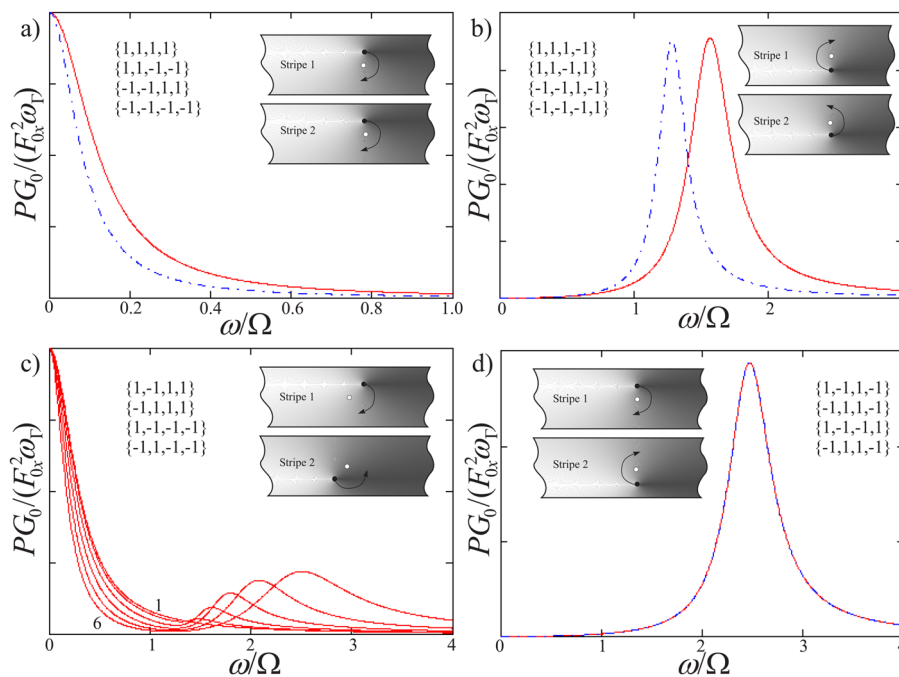 a)
PG₀/(F²₀ₓω_Γ)
{1,1,1,1}
{1,1,-1,-1}
{-1,-1,1,1}
{-1,-1,-1,-1}
Stripe 1
Stripe 2
0 0.2 0.4 0.6 0.8 1.0
ω/Ω
b)
PG₀/(F²₀ₓω_Γ)
{1,1,1,-1}
{1,1,-1,1}
{-1,-1,1,-1}
{-1,-1,-1,1}
Stripe 1
Stripe 2
0 1 2
ω/Ω
c)
PG₀/(F²₀ₓω_Γ)
{1,-1,1,1}
{-1,1,1,1}
{1,-1,-1,-1}
{-1,1,-1,-1}
Stripe 1
Stripe 2
1
6
0 1 2 3 4
ω/Ω
d)
PG₀/(F²₀ₓω_Γ)
Stripe 1
Stripe 2
{1,-1,1,-1}
{-1,1,1,-1}
{1,-1,-1,1}
{-1,1,-1,1}
0 1 2 3 4
ω/Ω